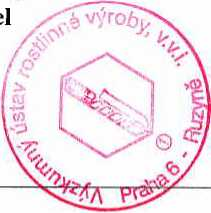 el
Výzkumný ústav rostlinné výroby, v.v.i.
Praha 6 - Ruzyně